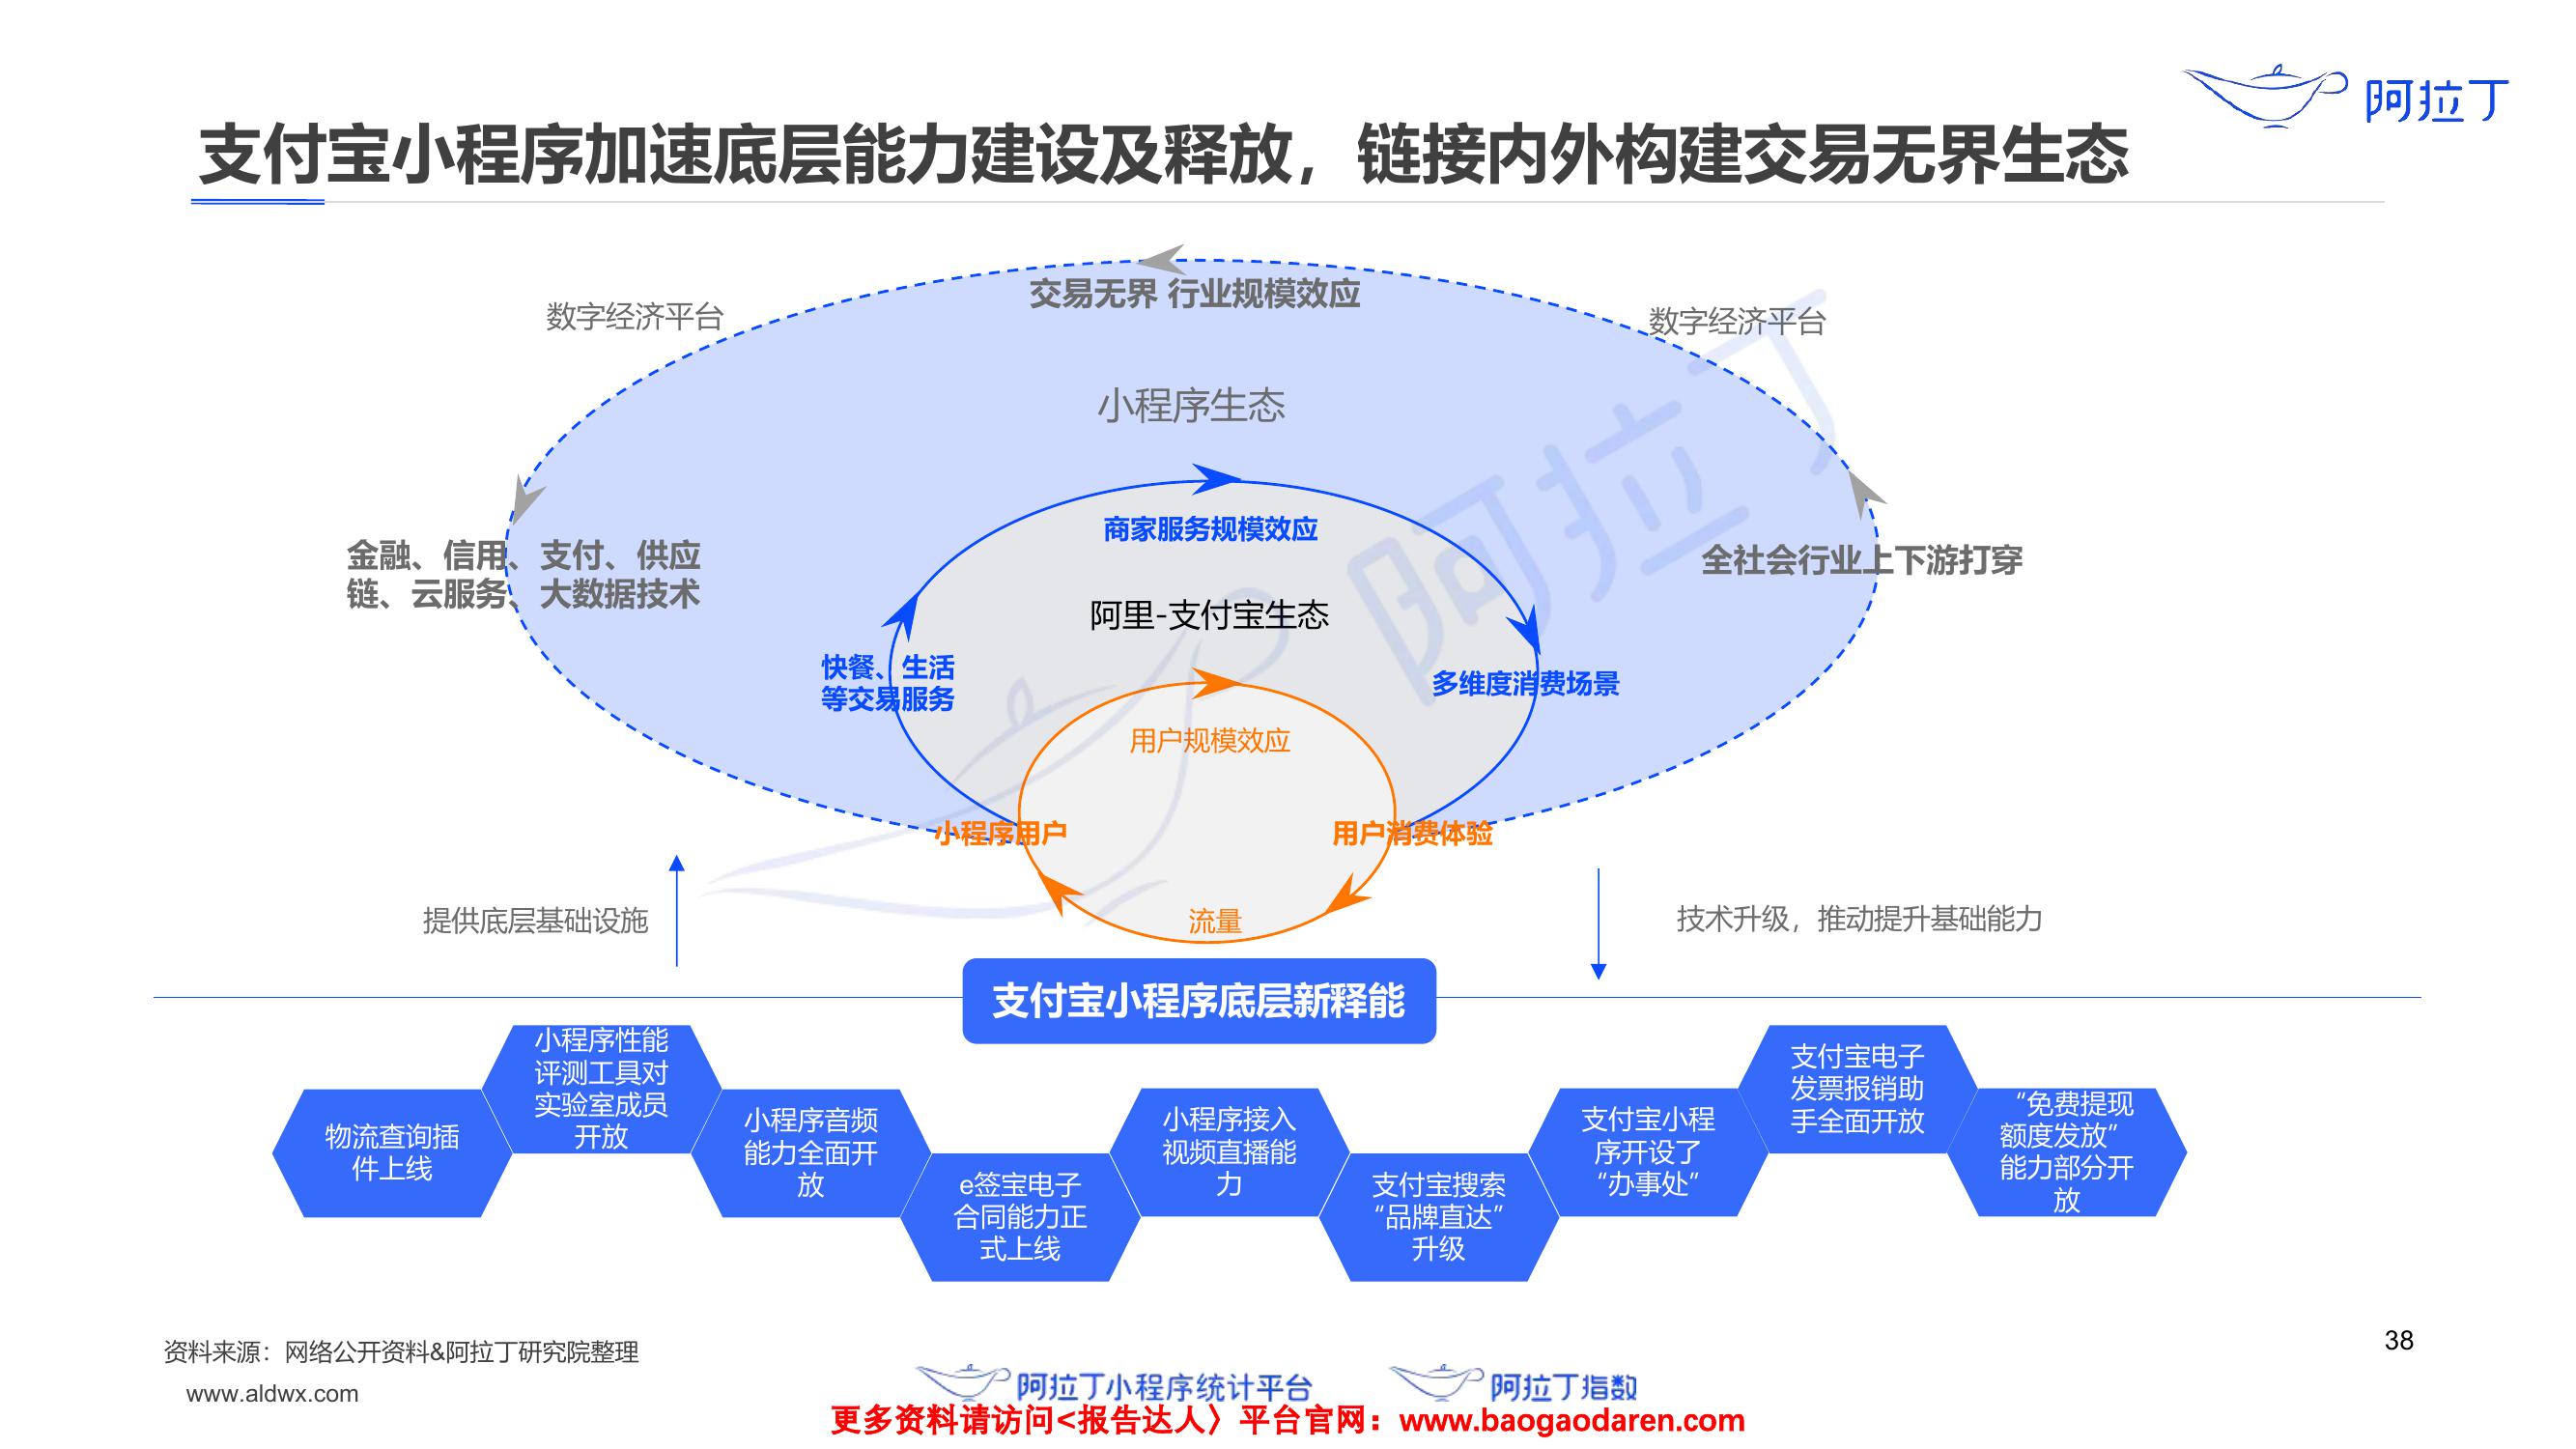 阿拉丁
支付宝小程序加速底层能力建设及释放，链接内外构建交易无界生态
交易无界 行业规模效应
数字经济平台
数字经济平台
小程序生态
商家服务规模效应
金融、信用、支付、供应
链、云服务、大数据技术
全社会行业上下游打穿
阿里-支付宝生态
快餐、生活
等交易服务
多维度消费场景
用户规模效应
小程序用户
用户消费体验
流量
提供底层基础设施
技术升级，推动提升基础能力
阿拉丁
支付宝小程序底层新释能
物流查询插
件上线
小程序性能
评测工具对
实验室成员
开放
小程序音频
能力全面开
放
e签宝电子
合同能力正
式上线
小程序接入
视频直播能
力
支付宝搜索
“品牌直达”
升级
支付宝小程
序开设了
“办事处”
支付宝电子
发票报销助
手全面开放
“免费提现
额度发放”
能力部分开
放
资料来源：网络公开资料&阿拉丁研究院整理
38
www.aldwx.com
阿拉丁小程序统计平台
阿拉丁指数
更多资料请访问<报告达人〉平台官网：www.baogaodaren.com